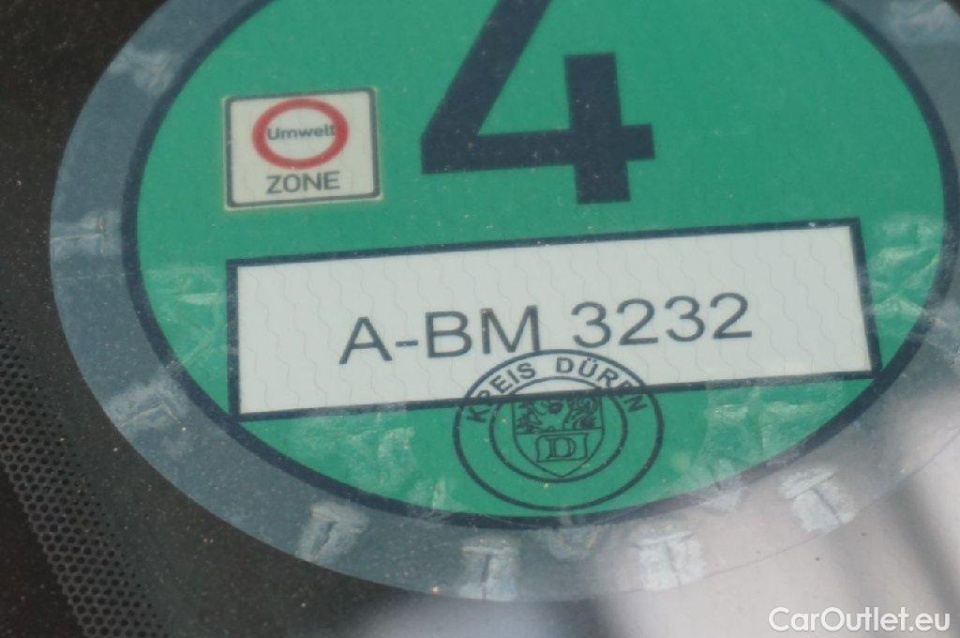 4
Umwelt
ZONE
A-BM 3232
KREIS DÜREN
D
CarOutlet.eu